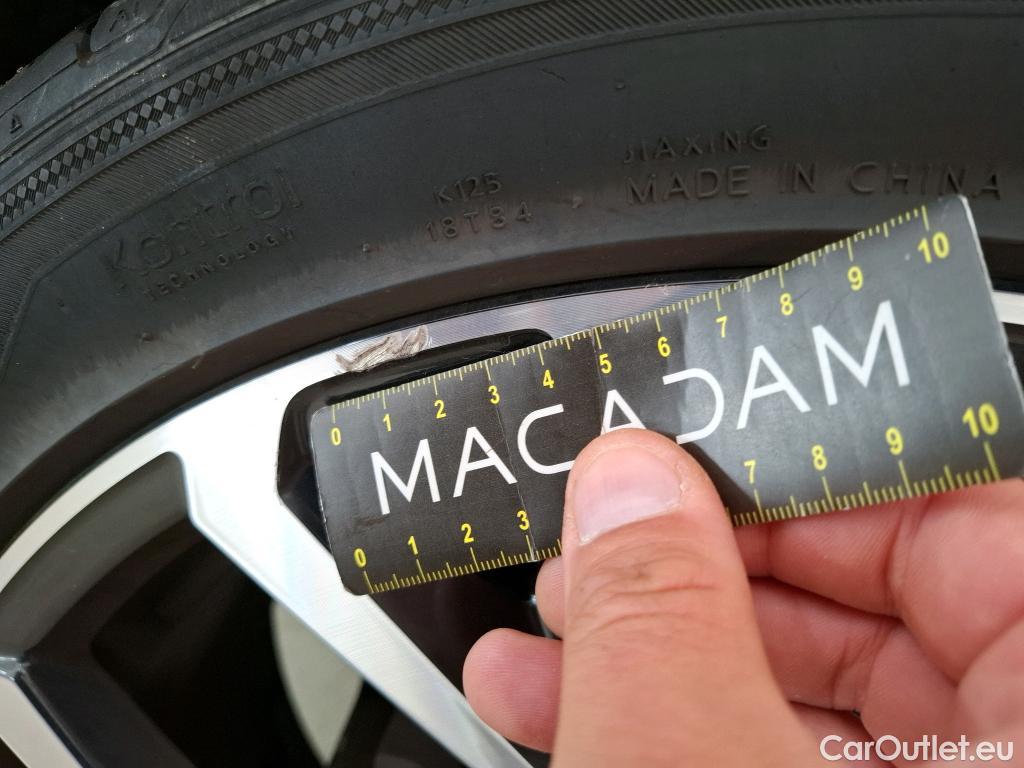 Kontrol
TECHNOLOGY
K125
18T84
JIAXING
MADE IN CHINA
0 1 2 3 4 5 6 7 8 9 10
MACADAM
0 1 2 3 7 8 9 10
CarOutlet.eu